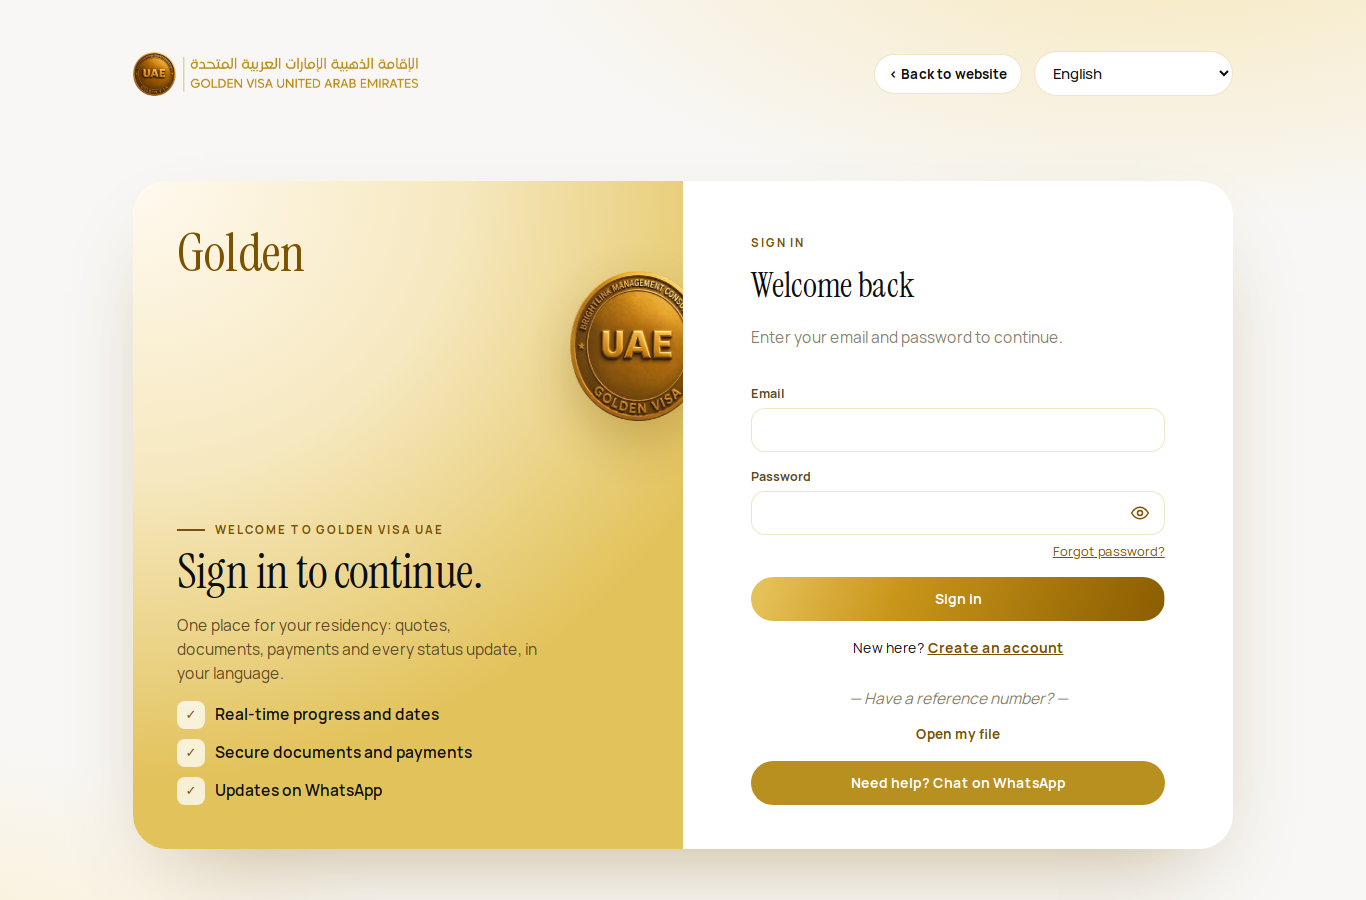 UAE
الإقامة الذهبية الإمارات العربية المتحدة
GOLDEN VISA UNITED ARAB EMIRATES
‹ Back to website
English
Golden
BRIGHTLINK MANAGEMENT
UAE
GOLDEN VISA
WELCOME TO GOLDEN VISA UAE
Sign in to continue.
One place for your residency: quotes,
documents, payments and every status update, in
your language.
✓ Real-time progress and dates
✓ Secure documents and payments
✓ Updates on WhatsApp
SIGN IN
Welcome back
Enter your email and password to continue.
Email
Password
Forgot password?
Sign in
New here? Create an account
— Have a reference number? —
Open my file
Need help? Chat on WhatsApp